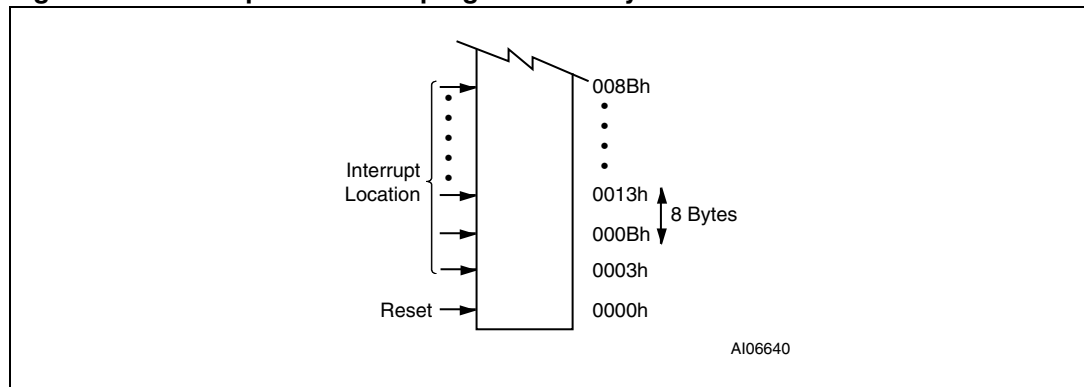 008Bh
Interrupt
Location
0013h
8 Bytes
000Bh
0003h
Reset
0000h
AI06640